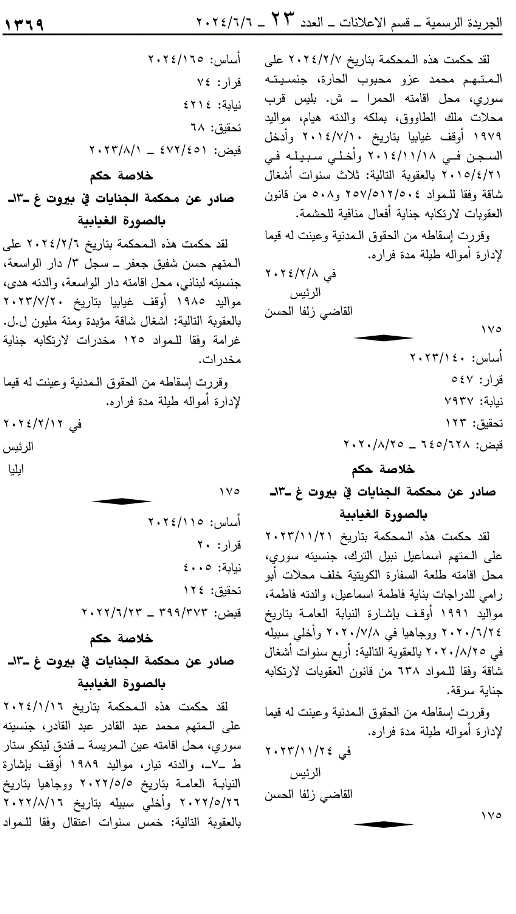 الجريدة الرسمية – قسم الاعلانات – العدد ٢٣ – ٢٠٢٤/٦/٦
١٣٦٩
لقد حكمت هذه المحكمة بتاريخ ٢٠٢٤/٢/٧ على
المتهم محمد عزو محبوب الحارة، جنسيته
سوري، محل اقامته الحمرا – ش. بليس قرب
محلات ملك الطاووق، بملكه والدته هيام، مواليد
١٩٧٩ أوقف غيابيا بتاريخ ٢٠١٤/٧/١٠ وأدخل
السجن في ٢٠١٤/١١/١٨ وأخلي سبيله في
٢٠١٥/٤/٢١ بالعقوبة التالية: ثلاث سنوات أشغال
شاقة وفقا للمواد ٢٥٧/٥١٢/٥٠٤ و٥٠٨ من قانون
العقوبات لارتكابه جناية أفعال منافية للحشمة.
وقررت إسقاطه من الحقوق المدنية وعينت له قيما
لإدارة أمواله طيلة مدة فراره.
في ٢٠٢٤/٢/٨
الرئيس
القاضي زلفا الحسن
١٧٥
أساس: ٢٠٢٣/١٤٠
قرار: ٥٤٧
نيابة: ٧٩٣٧
تحقيق: ١٢٣
قبض: ٦٤٥/٦٢٨ – ٢٠٢٠/٨/٢٥
خلاصة حكم
صادر عن محكمة الجنايات في بيروت غ –١٣–
بالصورة الغيابية
لقد حكمت هذه المحكمة بتاريخ ٢٠٢٣/١١/٢١
على المتهم اسماعيل نبيل الترك، جنسيته سوري،
محل اقامته طلعة السفارة الكويتية خلف محلات أبو
رامي للدراجات بناية فاطمة اسماعيل، والدته فاطمة،
مواليد ١٩٩١ أوقف بإشارة النيابة العامة بتاريخ
٢٠٢٠/٦/٢٤ ووجاهيا في ٢٠٢٠/٧/٨ وأخلي سبيله
في ٢٠٢٠/٨/٢٥ بالعقوبة التالية: أربع سنوات أشغال
شاقة وفقا للمواد ٦٣٨ من قانون العقوبات لارتكابه
جناية سرقة.
وقررت إسقاطه من الحقوق المدنية وعينت له قيما
لإدارة أمواله طيلة مدة فراره.
في ٢٠٢٣/١١/٢٤
الرئيس
القاضي زلفا الحسن
١٧٥
أساس: ٢٠٢٤/١٦٥
قرار: ٧٤
نيابة: ٤٢١٤
تحقيق: ٦٨
قبض: ٤٧٢/٤٥١ – ٢٠٢٣/٨/١
خلاصة حكم
صادر عن محكمة الجنايات في بيروت غ –١٣–
بالصورة الغيابية
لقد حكمت هذه المحكمة بتاريخ ٢٠٢٤/٢/٦ على
المتهم حسن شفيق جعفر – سجل ٣/ دار الواسعة،
جنسيته لبناني، محل اقامته دار الواسعة، والدته هدى،
مواليد ١٩٨٥ أوقف غيابيا بتاريخ ٢٠٢٣/٧/٢٠
بالعقوبة التالية: اشغال شاقة مؤبدة ومئة مليون ل.ل.
غرامة وفقا للمواد ١٢٥ مخدرات لارتكابه جناية
مخدرات.
وقررت إسقاطه من الحقوق المدنية وعينت له قيما
لإدارة أمواله طيلة مدة فراره.
في ٢٠٢٤/٢/١٢
الرئيس
ايليا
١٧٥
أساس: ٢٠٢٤/١١٥
قرار: ٢٠
نيابة: ٤٠٠٥
تحقيق: ١٢٤
قبض: ٣٩٩/٣٧٣ – ٢٠٢٢/٦/٢٣
خلاصة حكم
صادر عن محكمة الجنايات في بيروت غ –١٣–
بالصورة الغيابية
لقد حكمت هذه المحكمة بتاريخ ٢٠٢٤/١/١٦
على المتهم محمد عبد القادر عبد القادر، جنسيته
سوري، محل اقامته عين المريسة – فندق ليتكو ستار
ط –٧–، والدته تيار، مواليد ١٩٨٩ أوقف بإشارة
النيابة العامة بتاريخ ٢٠٢٢/٥/٥ ووجاهيا بتاريخ
٢٠٢٢/٥/٢٦ وأخلي سبيله بتاريخ ٢٠٢٢/٨/١٦
بالعقوبة التالية: خمس سنوات اعتقال وفقا للمواد